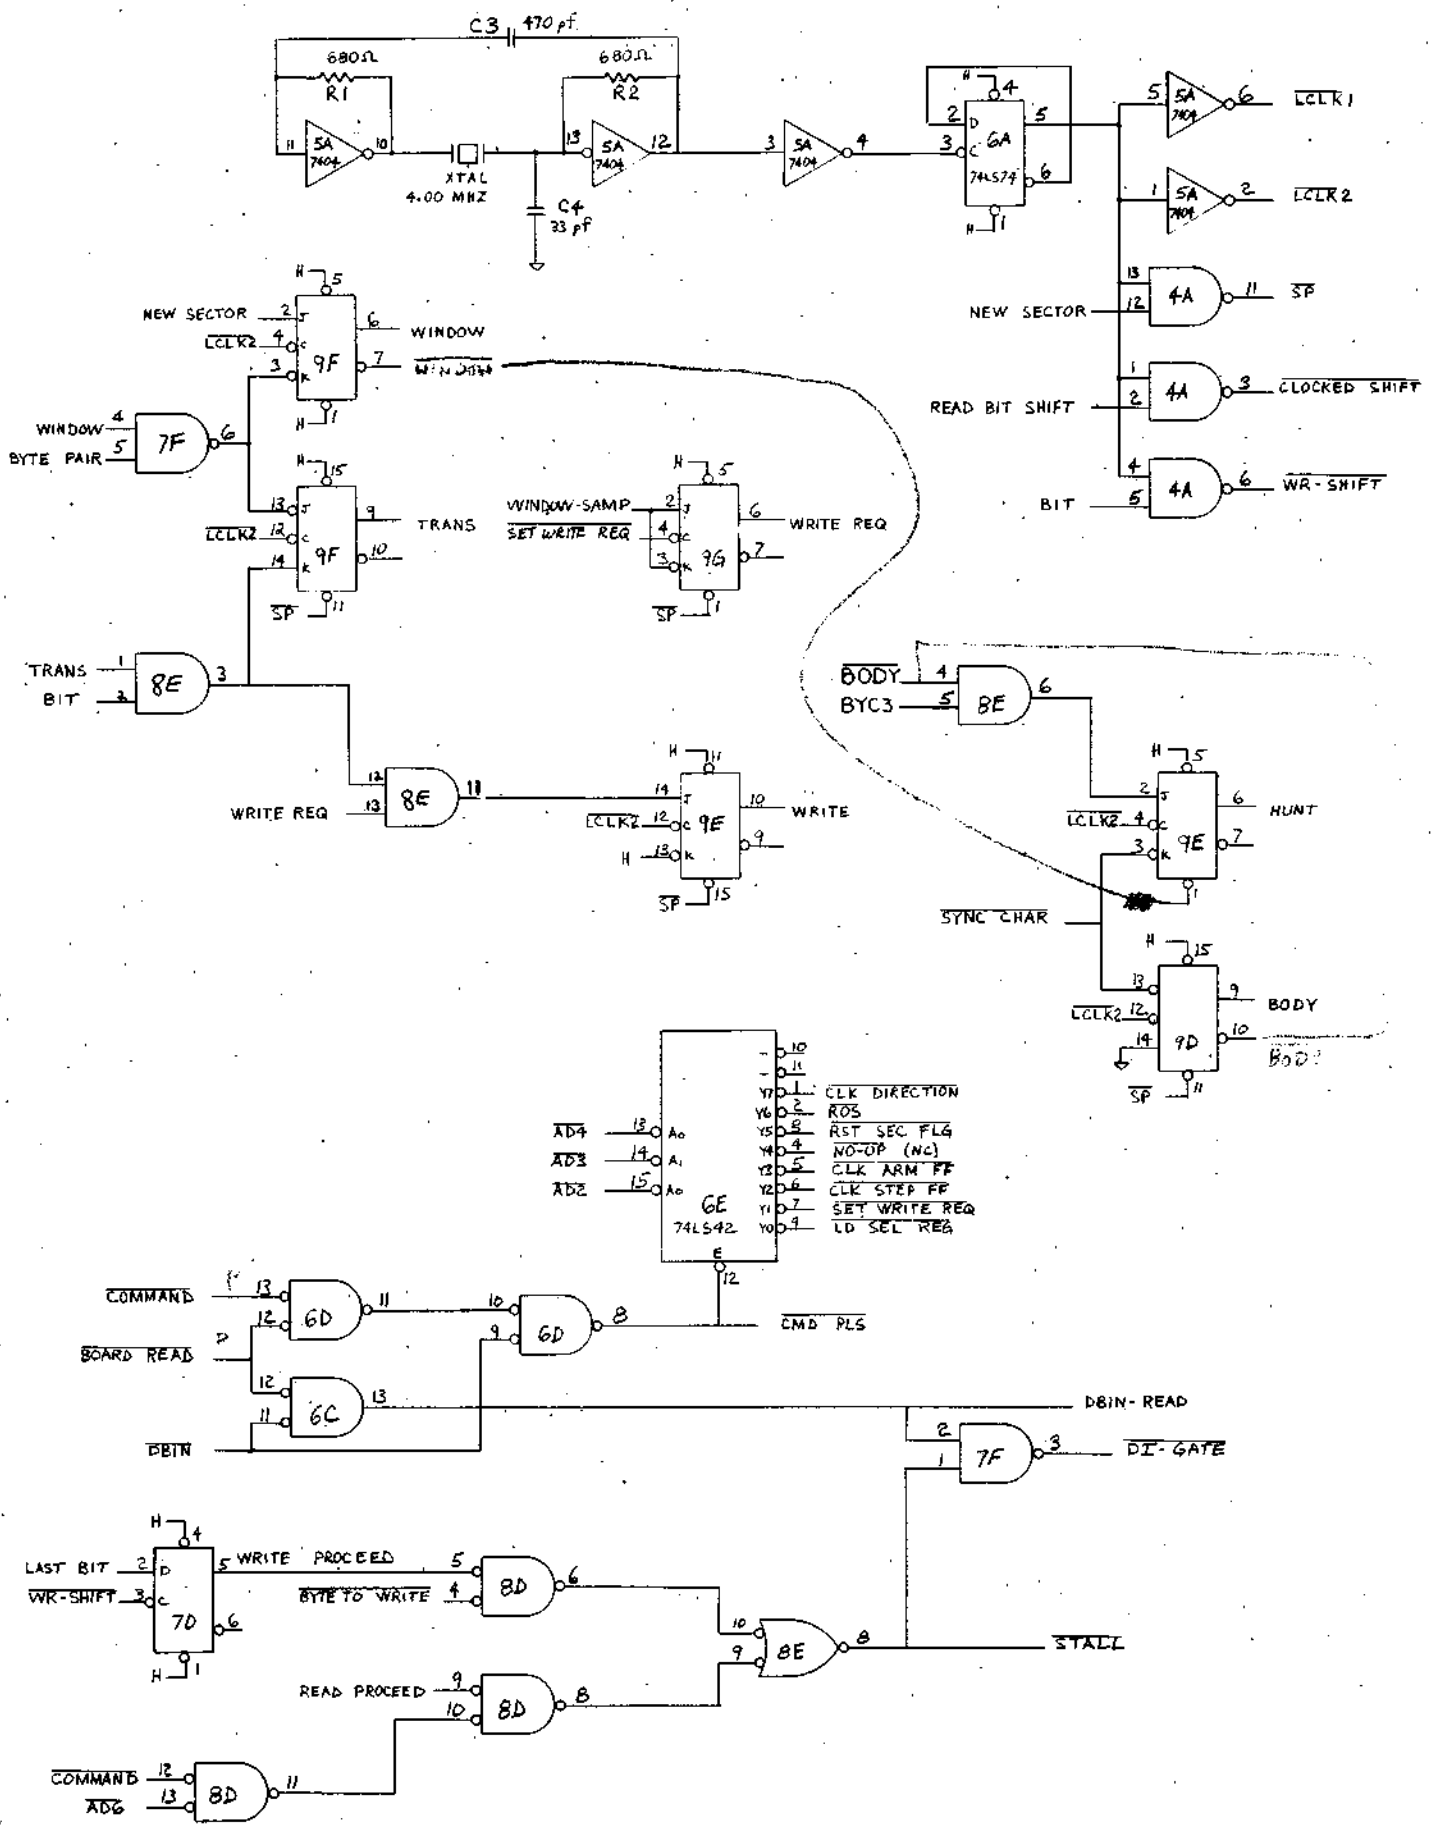 C3 470 pf
680Ω
R1
680Ω
R2
11 5A 7404 10
XTAL
4.00 MHZ
C4
33 pf
13 5A 7404 12
3 5A 7404 4
H 4
2 D 5
3 C 6A
74LS74 6
H 1
5 5A 7404 6 LCLK1
1 5A 7404 2 LCLK2
13
NEW SECTOR 12 4A 11 SP
1
READ BIT SHIFT 2 4A 3 CLOCKED SHIFT
4
BIT 5 4A 6 WR-SHIFT
H 5
NEW SECTOR 2 J 6 WINDOW
LCLK2 4 C
3 K 9F 7 WINDOW
H 1
WINDOW 4
BYTE PAIR 5 7F 6
H 15
13 J 9 TRANS
LCLK2 12 C
14 K 9F 10
SP 11
H 5
WINDOW-SAMP 2 J 6 WRITE REQ
SET WRITE REQ 4 C
3 K 9G 7
SP 1
TRANS 1
BIT 2 8E 3
12
WRITE REQ 13 8E 11
H 11
14 J 10 WRITE
LCLK2 12 C
H 13 K 9E 9
SP 15
BODY 4
BYC3 5 8E 6
H 5
2 J 6 HUNT
LCLK2 4 C
3 K 9E 7
1
SYNC CHAR
H 15
13 9 BODY
LCLK2 12
14 9D 10
SP 11
10
11
Y7 1 CLK DIRECTION
Y6 2 ROS
Y5 3 RST SEC FLG
Y4 4 NO-OP (NC)
Y3 5 CLK ARM FF
Y2 6 CLK STEP FF
Y1 7 SET WRITE REQ
Y0 9 LD SEL REG
AD4 13 A0
AD3 14 A1
AD2 15 A0
6E
74LS42
E
12
COMMAND 13
12 6D 11
BOARD READ
10
9 6D 8 CMD PLS
12
11 6C 13 DBIN-READ
DBIN
2
1 7F 3 DI-GATE
H 4
LAST BIT 2 D 5 WRITE PROCEED
WR-SHIFT 3 C
7D 6
H 1
5
BYTE TO WRITE 4 8D 6
READ PROCEED 9
10 8D 8
10
9 8E 8 STALL
COMMAND 12
AD6 13 8D 11